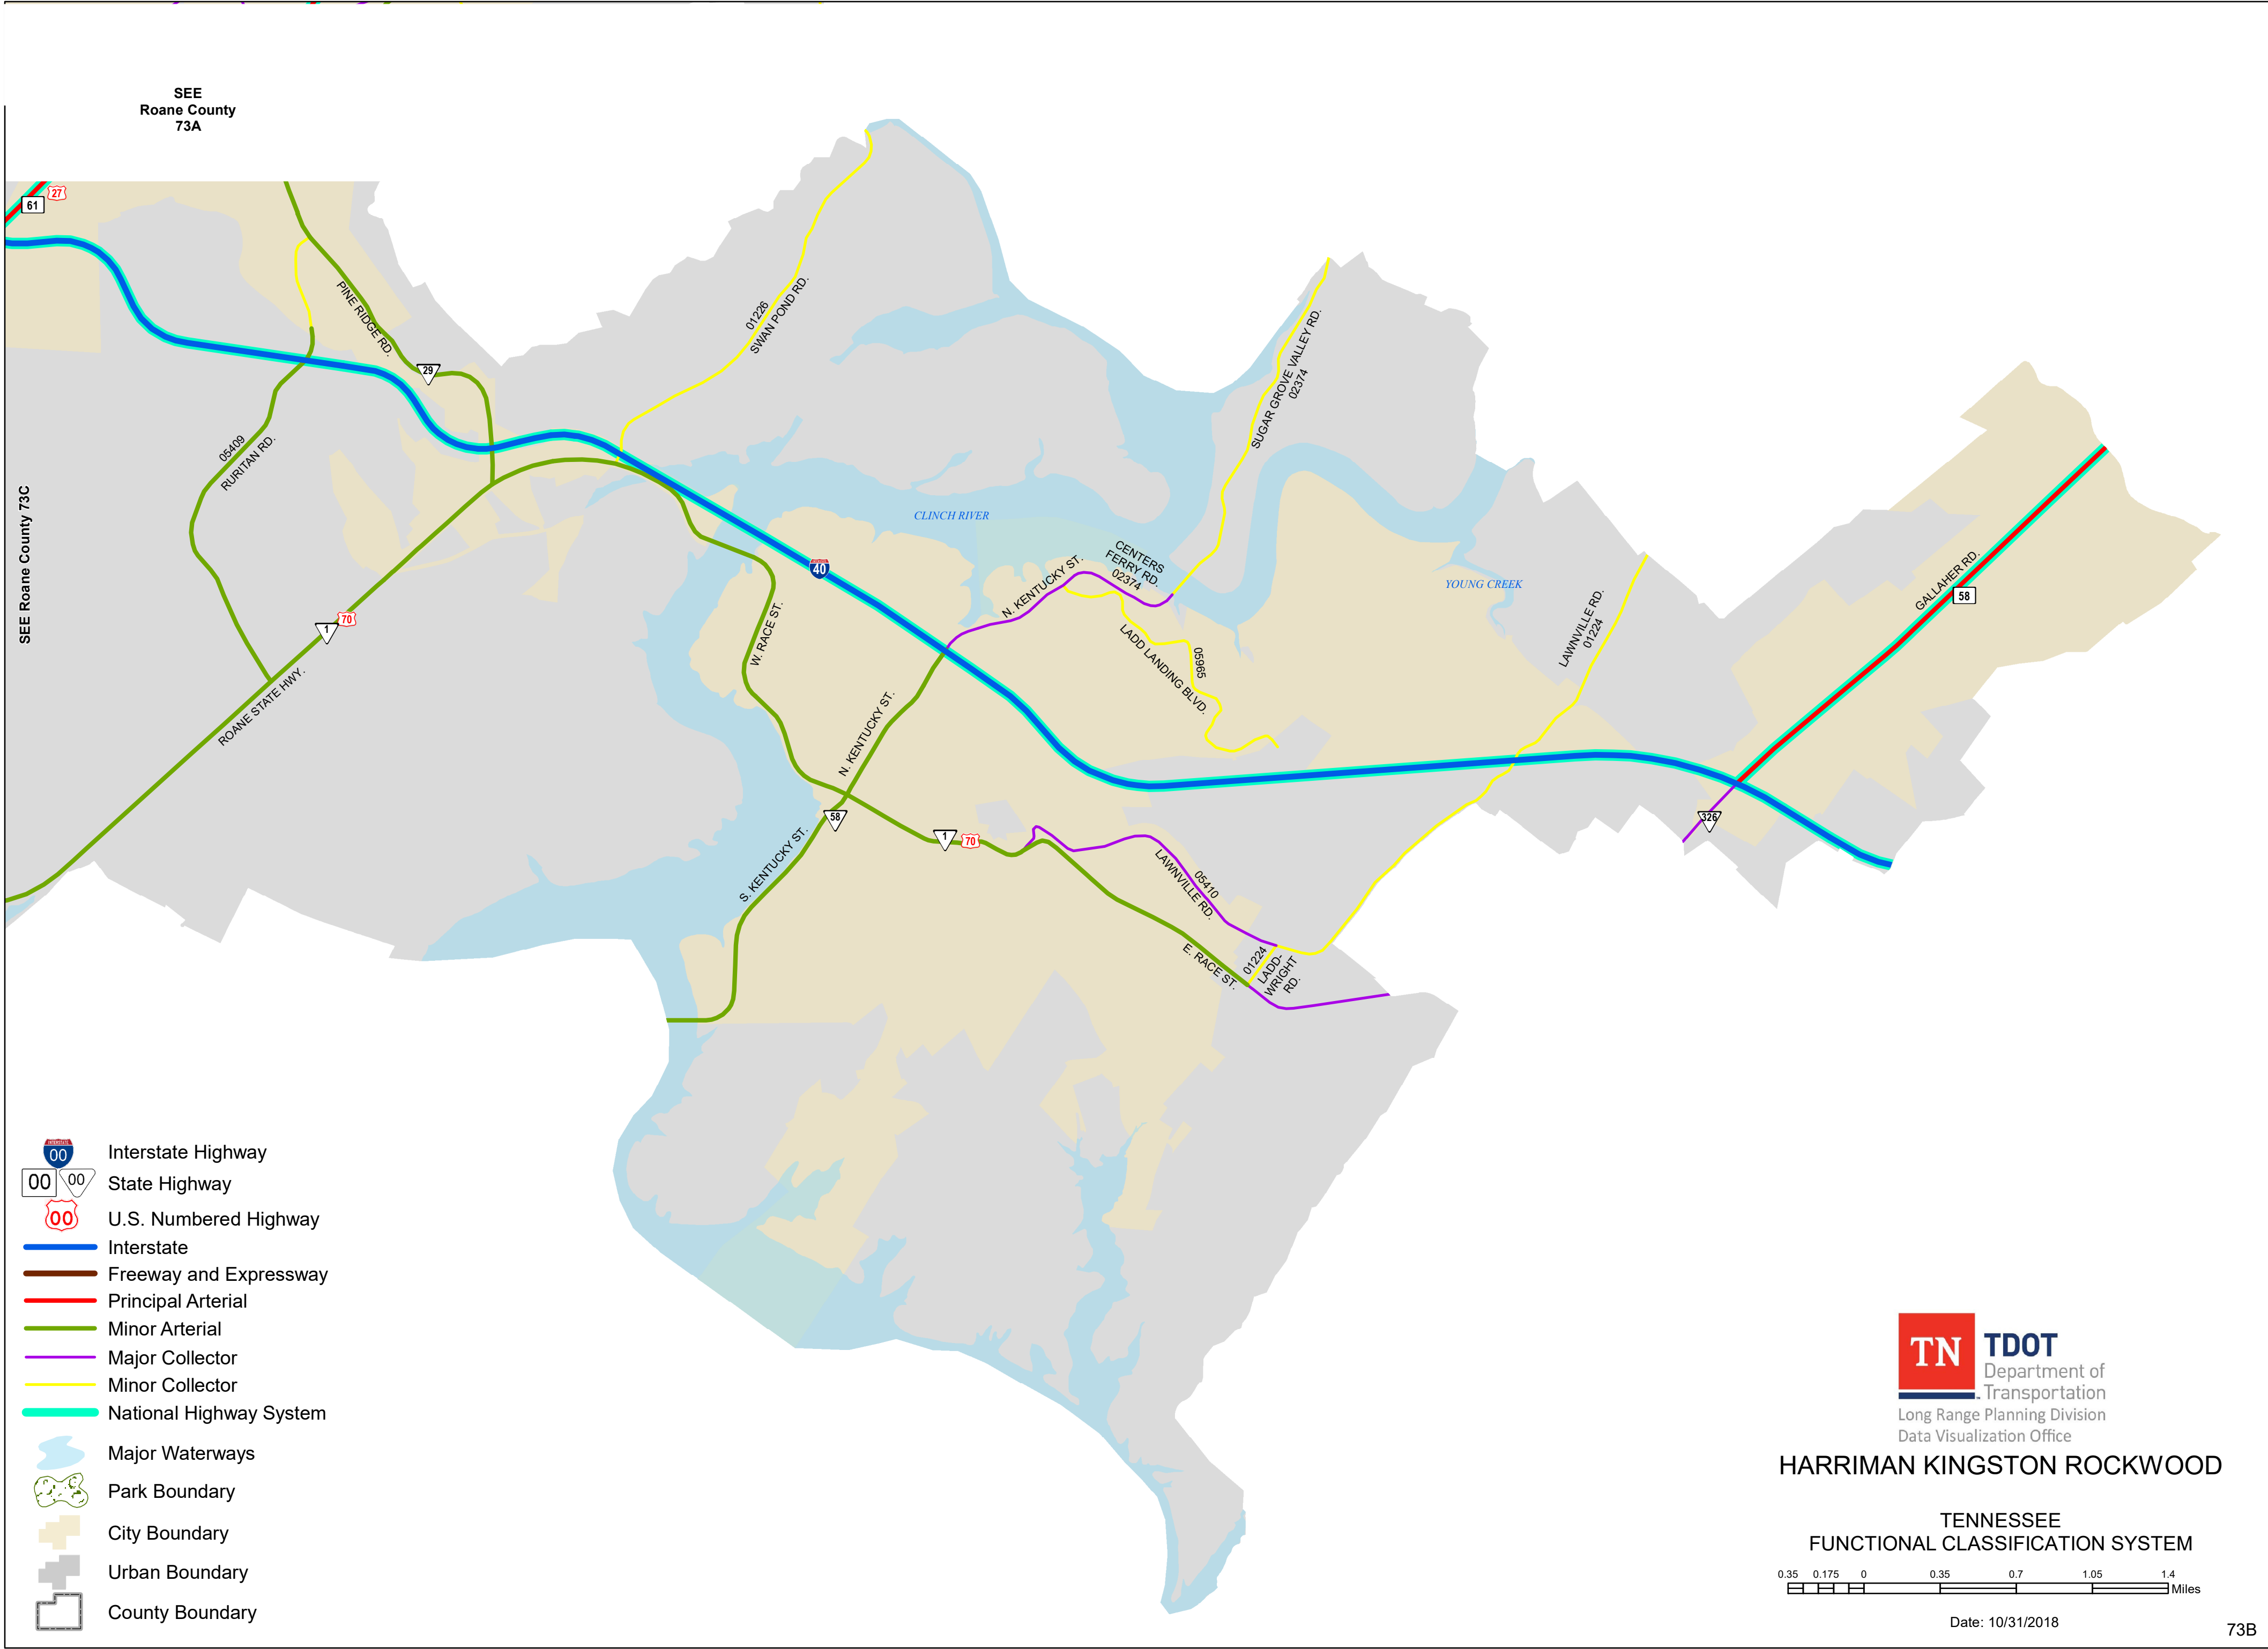 SEE
Roane County
73A
27
61
PINE RIDGE RD.
29
01226
SWAN POND RD.
05409
RURITAN RD.
SEE Roane County 73C
1
70
ROANE STATE HWY.
CLINCH RIVER
40
W. RACE ST.
N. KENTUCKY ST.
CENTERS
FERRY RD.
02374
SUGAR GROVE VALLEY RD.
02374
LADD LANDING BLVD.
05965
YOUNG CREEK
LAWNVILLE RD.
01224
GALLAHER RD.
58
326
N. KENTUCKY ST.
58
S. KENTUCKY ST.
1
70
05410
LAWNVILLE RD.
E. RACE ST.
01224
LADD-
WRIGHT
RD.
00
Interstate Highway
00
00
State Highway
00
U.S. Numbered Highway
Interstate
Freeway and Expressway
Principal Arterial
Minor Arterial
Major Collector
Minor Collector
National Highway System
Major Waterways
Park Boundary
City Boundary
Urban Boundary
County Boundary
TN
TDOT
Department of
Transportation
Long Range Planning Division
Data Visualization Office
HARRIMAN KINGSTON ROCKWOOD
TENNESSEE
FUNCTIONAL CLASSIFICATION SYSTEM
0.35 0.175 0 0.35 0.7 1.05 1.4
Miles
Date: 10/31/2018
73B